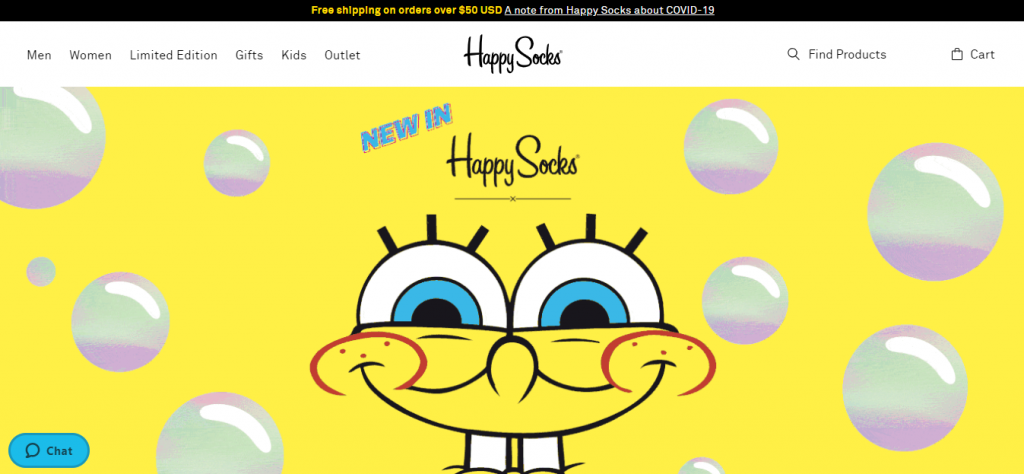 Free shipping on orders over $50 USD A note from Happy Socks about COVID-19
Men Women Limited Edition Gifts Kids Outlet Happy Socks® Find Products Cart
NEW IN
Happy Socks®
x
Chat